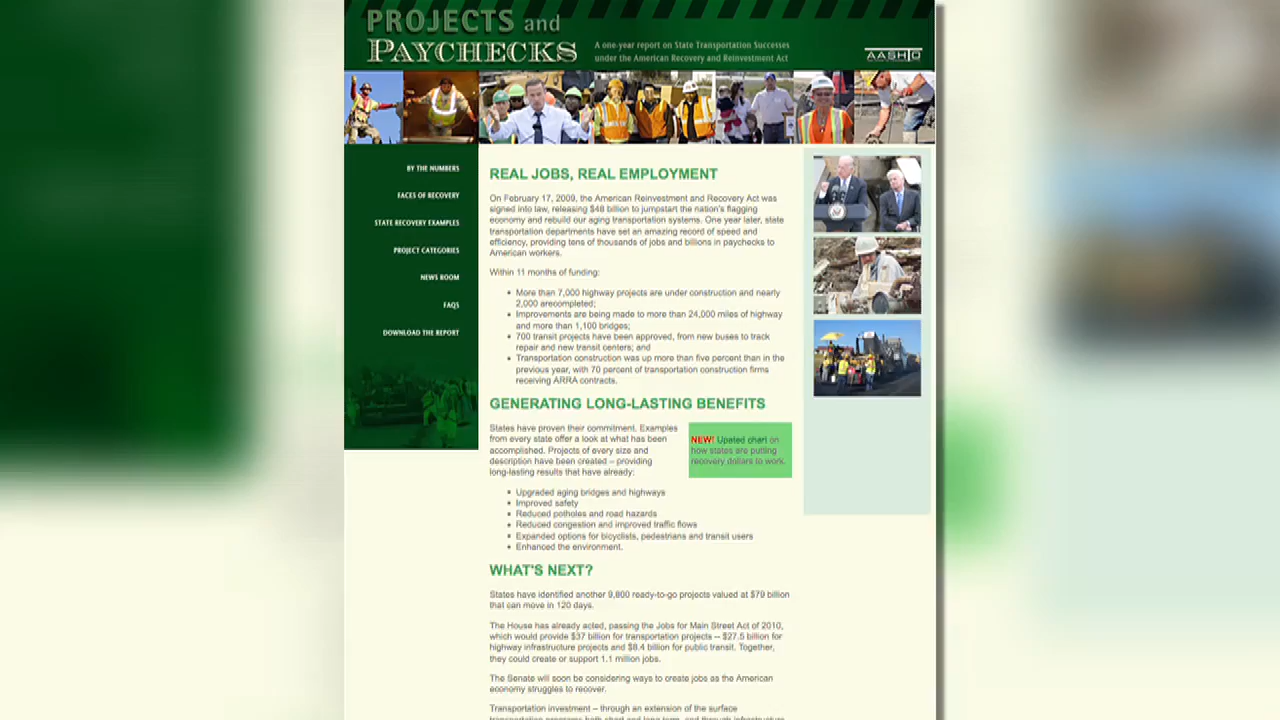 PROJECTS and
PAYCHECKS
A one-year report on State Transportation Successes
under the American Recovery and Reinvestment Act
AASHTO
BY THE NUMBERS
FACES OF RECOVERY
STATE RECOVERY EXAMPLES
PROJECT CATEGORIES
NEWS ROOM
FAQS
DOWNLOAD THE REPORT
REAL JOBS, REAL EMPLOYMENT
On February 17, 2009, the American Reinvestment and Recovery Act was
signed into law, releasing $48 billion to jumpstart the nation's flagging
economy and rebuild our aging transportation systems. One year later, state
transportation departments have set an amazing record of speed and
efficiency, providing tens of thousands of jobs and billions in paychecks to
American workers.
Within 11 months of funding:
• More than 7,000 highway projects are under construction and nearly
2,000 arecompleted;
• Improvements are being made to more than 24,000 miles of highway
and more than 1,100 bridges;
• 700 transit projects have been approved, from new buses to track
repair and new transit centers; and
• Transportation construction was up more than five percent than in the
previous year, with 70 percent of transportation construction firms
receiving ARRA contracts.
GENERATING LONG-LASTING BENEFITS
States have proven their commitment. Examples
from every state offer a look at what has been
accomplished. Projects of every size and
description have been created – providing
long-lasting results that have already:
NEW! Upated chart on
how states are putting
recovery dollars to work.
• Upgraded aging bridges and highways
• Improved safety
• Reduced potholes and road hazards
• Reduced congestion and improved traffic flows
• Expanded options for bicyclists, pedestrians and transit users
• Enhanced the environment.
WHAT'S NEXT?
States have identified another 9,800 ready-to-go projects valued at $79 billion
that can move in 120 days.
The House has already acted, passing the Jobs for Main Street Act of 2010,
which would provide $37 billion for transportation projects -- $27.5 billion for
highway infrastructure projects and $8.4 billion for public transit. Together,
they could create or support 1.1 million jobs.
The Senate will soon be considering ways to create jobs as the American
economy struggles to recover.
Transportation investment – through an extension of the surface